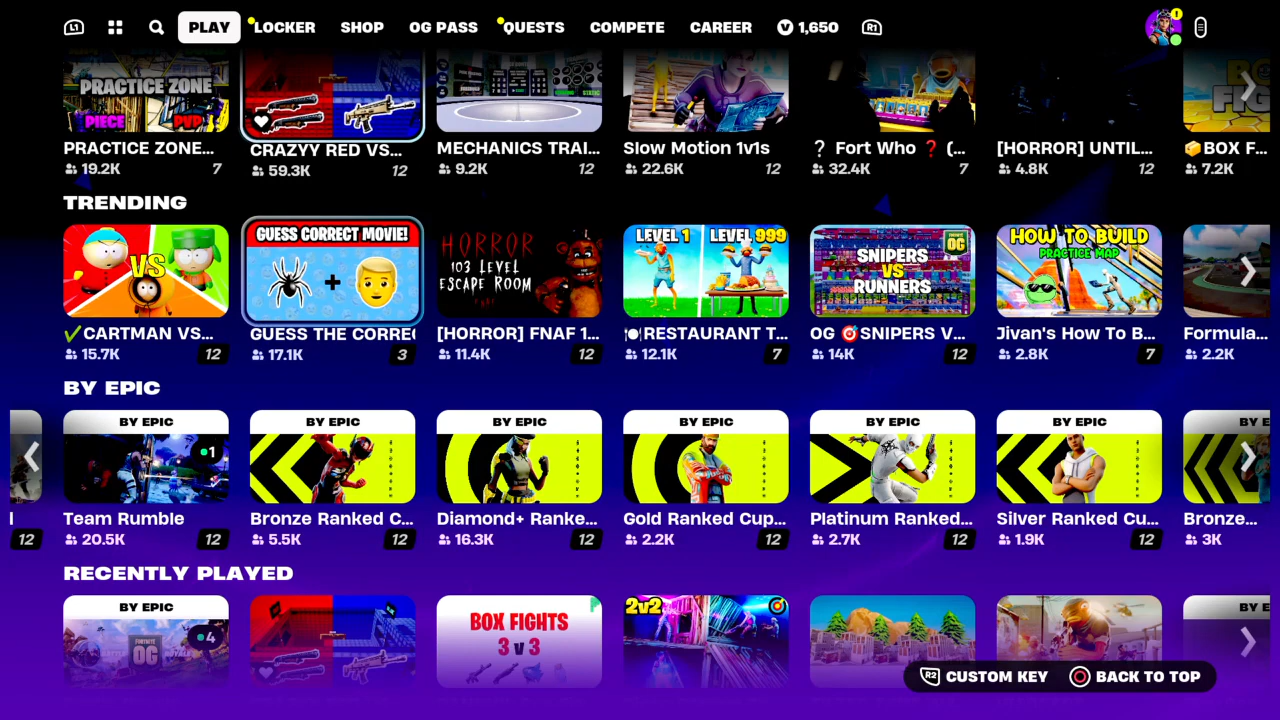 L1
PLAY
LOCKER
SHOP
OG PASS
QUESTS
COMPETE
CAREER
V 1,650
R1
!
PRACTICE ZONE
PIECE
PVP
PRACTICE ZONE...
19.2K
7
CRAZYY RED VS...
59.3K
12
MECHANICS TRAI...
9.2K
12
Slow Motion 1v1s
22.6K
12
❔ Fort Who ❓ (...
32.4K
7
[HORROR] UNTIL...
4.8K
12
📦BOX F...
7.2K
TRENDING
VS
✔CARTMAN VS...
15.7K
12
GUESS CORRECT MOVIE!
+
GUESS THE CORRE
17.1K
3
HORROR
103 LEVEL
ESCAPE ROOM
[HORROR] FNAF 1...
11.4K
12
LEVEL 1
LEVEL 999
🍽RESTAURANT T...
12.1K
7
SNIPERS
VS
RUNNERS
OG
OG 🎯SNIPERS V...
14K
12
HOW TO BUILD
PRACTICE MAP
Jivan's How To B...
2.8K
7
Formula...
2.2K
BY EPIC
12
BY EPIC
1
Team Rumble
20.5K
12
BY EPIC
Bronze Ranked C...
5.5K
12
BY EPIC
Diamond+ Ranke...
16.3K
12
BY EPIC
Gold Ranked Cup...
2.2K
12
BY EPIC
Platinum Ranked...
2.7K
12
BY EPIC
Silver Ranked Cu...
1.9K
12
BY E
Bronze...
3K
RECENTLY PLAYED
BY EPIC
FORTNITE
OG
4
BOX FIGHTS
3 v 3
2v2
BY E
R2 CUSTOM KEY
BACK TO TOP